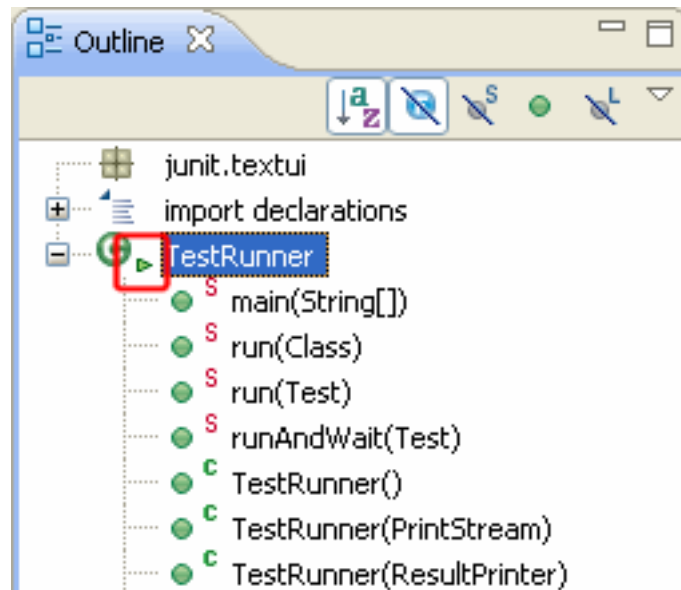 Outline
a z S L
junit.textui
import declarations
TestRunner
S main(String[])
S run(Class)
S run(Test)
S runAndWait(Test)
C TestRunner()
C TestRunner(PrintStream)
C TestRunner(ResultPrinter)